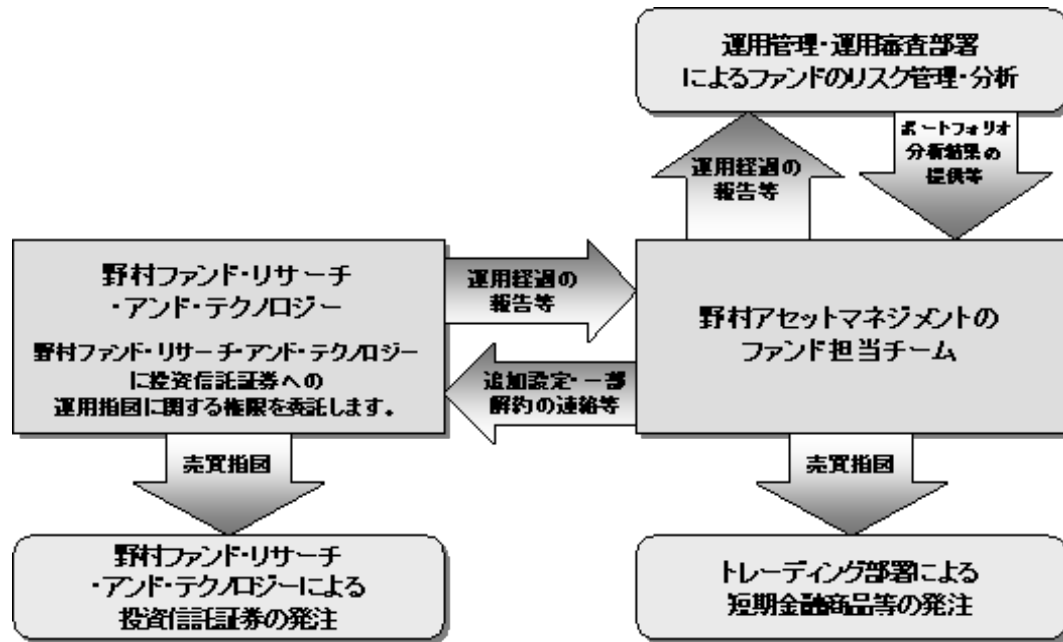 運用管理・運用審査部署
によるファンドのリスク管理・分析
運用経過の
報告等
ポートフォリオ
分析結果の
提供等
野村ファンド・リサーチ
・アンド・テクノロジー
野村ファンド・リサーチ・アンド・テクノロジー
に投資信託証券への
運用指図に関する権限を委託します。
運用経過の
報告等
追加設定・一部
解約の連絡等
野村アセットマネジメントの
ファンド担当チーム
売買指図
売買指図
野村ファンド・リサーチ
・アンド・テクノロジーによる
投資信託証券の発注
トレーディング部署による
短期金融商品等の発注